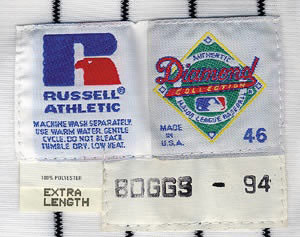 RUSSELL®
ATHLETIC
MACHINE WASH SEPARATELY.
USE WARM WATER, GENTLE
CYCLE. DO NOT BLEACH
TUMBLE DRY, LOW HEAT.
AUTHENTIC
Diamond
COLLECTION
MAJOR LEAGUE BASEBALL
MADE
IN
U.S.A.
46
100% POLYESTER
EXTRA
LENGTH
BOGGS - 94